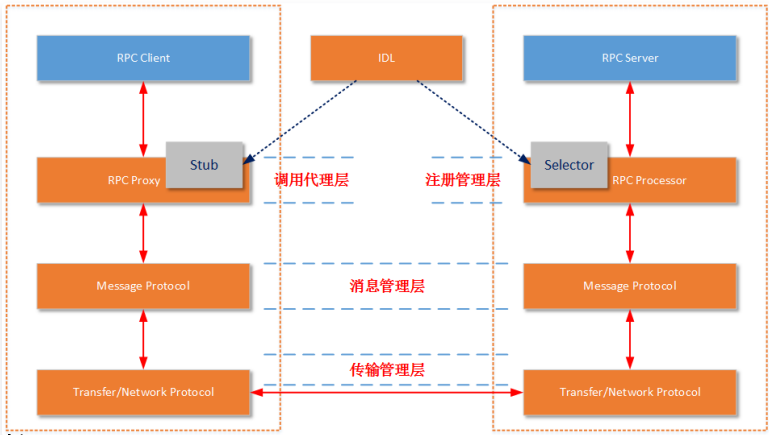 RPC Client
IDL
RPC Server
Stub
Selector
RPC Proxy
调用代理层
注册管理层
RPC Processor
Message Protocol
消息管理层
Message Protocol
传输管理层
Transfer/Network Protocol
Transfer/Network Protocol